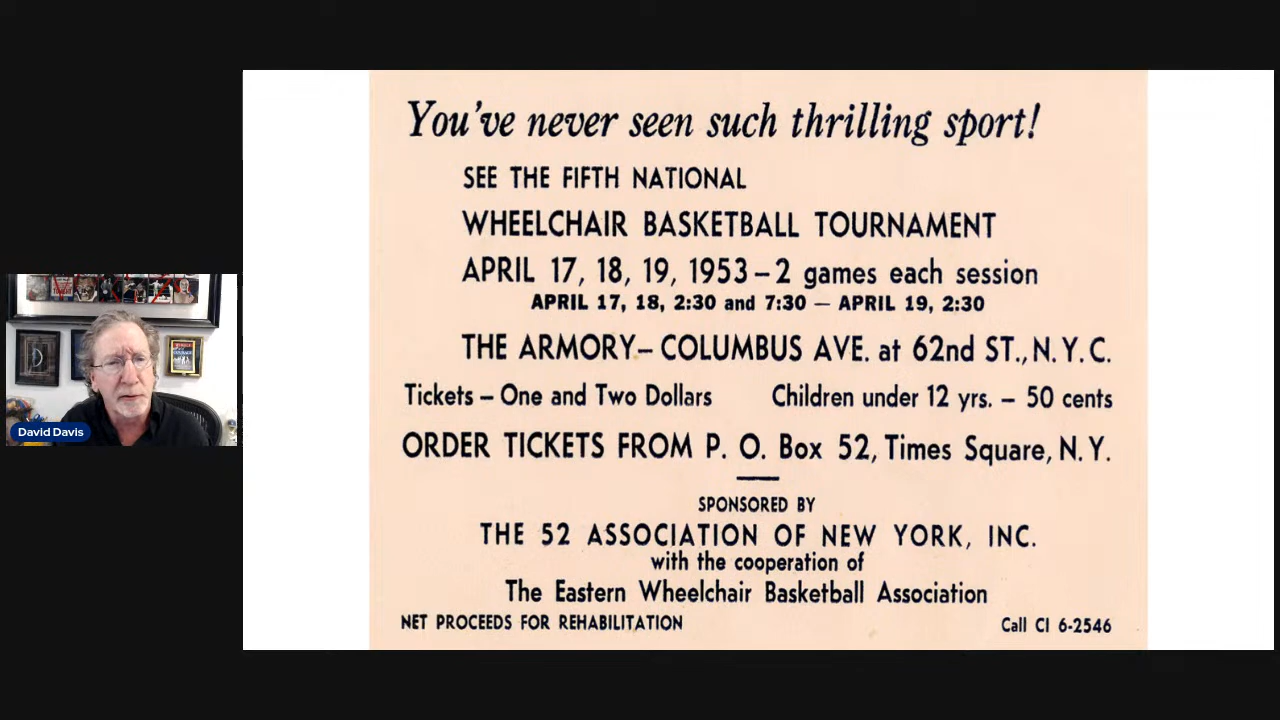 You've never seen such thrilling sport!
SEE THE FIFTH NATIONAL
WHEELCHAIR BASKETBALL TOURNAMENT
APRIL 17, 18, 19, 1953 – 2 games each session
APRIL 17, 18, 2:30 and 7:30 — APRIL 19, 2:30
THE ARMORY – COLUMBUS AVE. at 62nd ST., N.Y.C.
Tickets – One and Two Dollars Children under 12 yrs. – 50 cents
ORDER TICKETS FROM P. O. Box 52, Times Square, N.Y.
SPONSORED BY
THE 52 ASSOCIATION OF NEW YORK, INC.
with the cooperation of
The Eastern Wheelchair Basketball Association
NET PROCEEDS FOR REHABILITATION Call CI 6-2546
David Davis